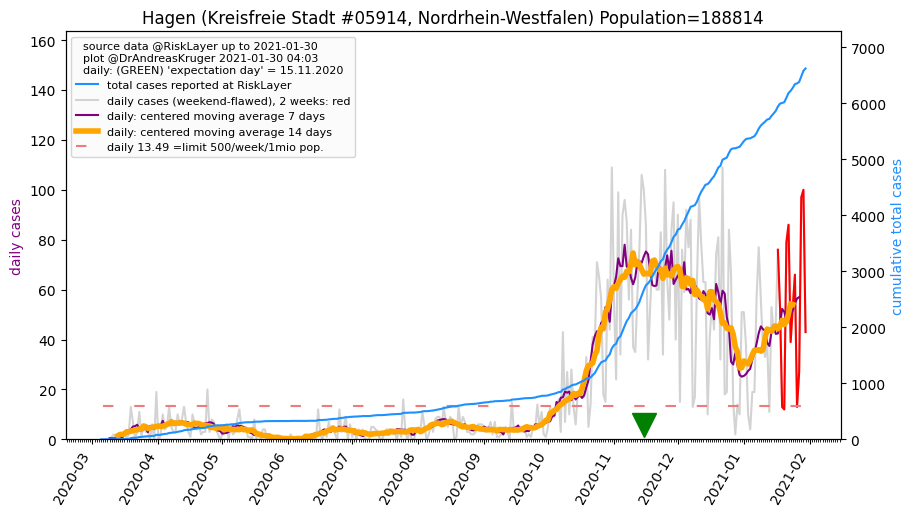 Hagen (Kreisfreie Stadt #05914, Nordrhein-Westfalen) Population=188814
source data @RiskLayer up to 2021-01-30
plot @DrAndreasKruger 2021-01-30 04:03
daily: (GREEN) 'expectation day' = 15.11.2020
total cases reported at RiskLayer
daily cases (weekend-flawed), 2 weeks: red
daily: centered moving average 7 days
daily: centered moving average 14 days
daily 13.49 =limit 500/week/1mio pop.
daily cases
160
140
120
100
80
60
40
20
0
cumulative total cases
7000
6000
5000
4000
3000
2000
1000
0
2020-03
2020-04
2020-05
2020-06
2020-07
2020-08
2020-09
2020-10
2020-11
2020-12
2021-01
2021-02